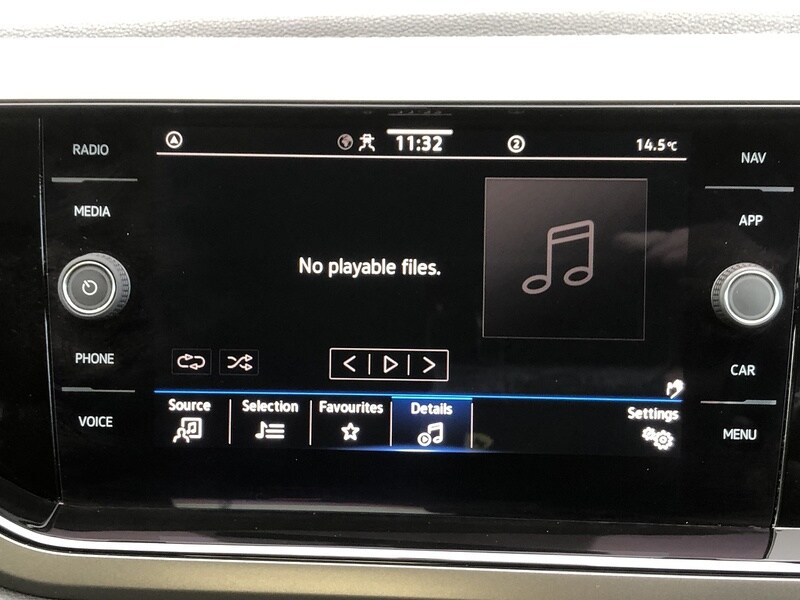 RADIO
MEDIA
PHONE
VOICE
11:32
2
14.5°C
No playable files.
Source
Selection
Favourites
Details
Settings
NAV
APP
CAR
MENU